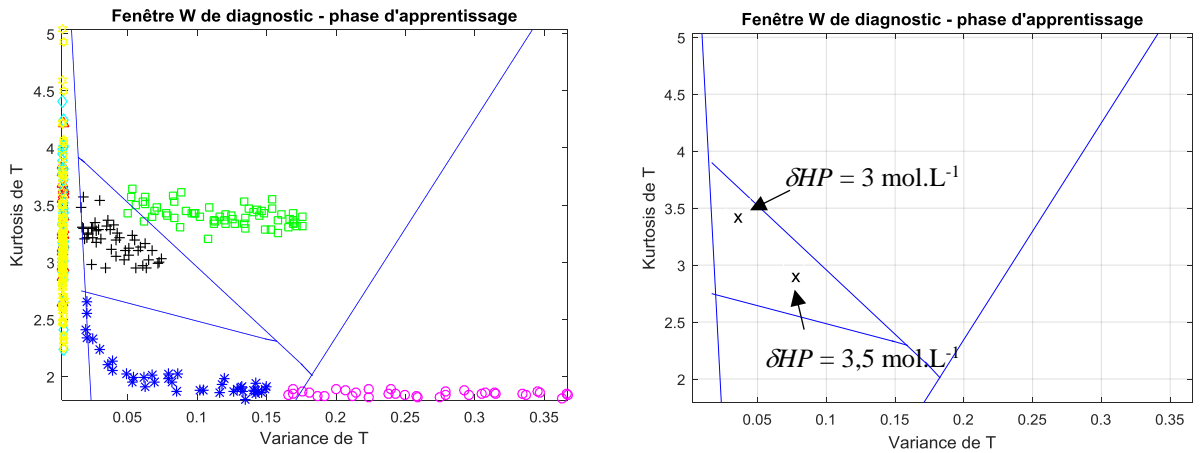 Fenêtre W de diagnostic - phase d'apprentissage
5
4.5
4
3.5
3
2.5
2
Kurtosis de T
0.05 0.1 0.15 0.2 0.25 0.3 0.35
Variance de T
Fenêtre W de diagnostic - phase d'apprentissage
5
4.5
4
3.5
3
2.5
2
Kurtosis de T
δHP = 3 mol.L-1
x
x
δHP = 3,5 mol.L-1
0.05 0.1 0.15 0.2 0.25 0.3 0.35
Variance de T